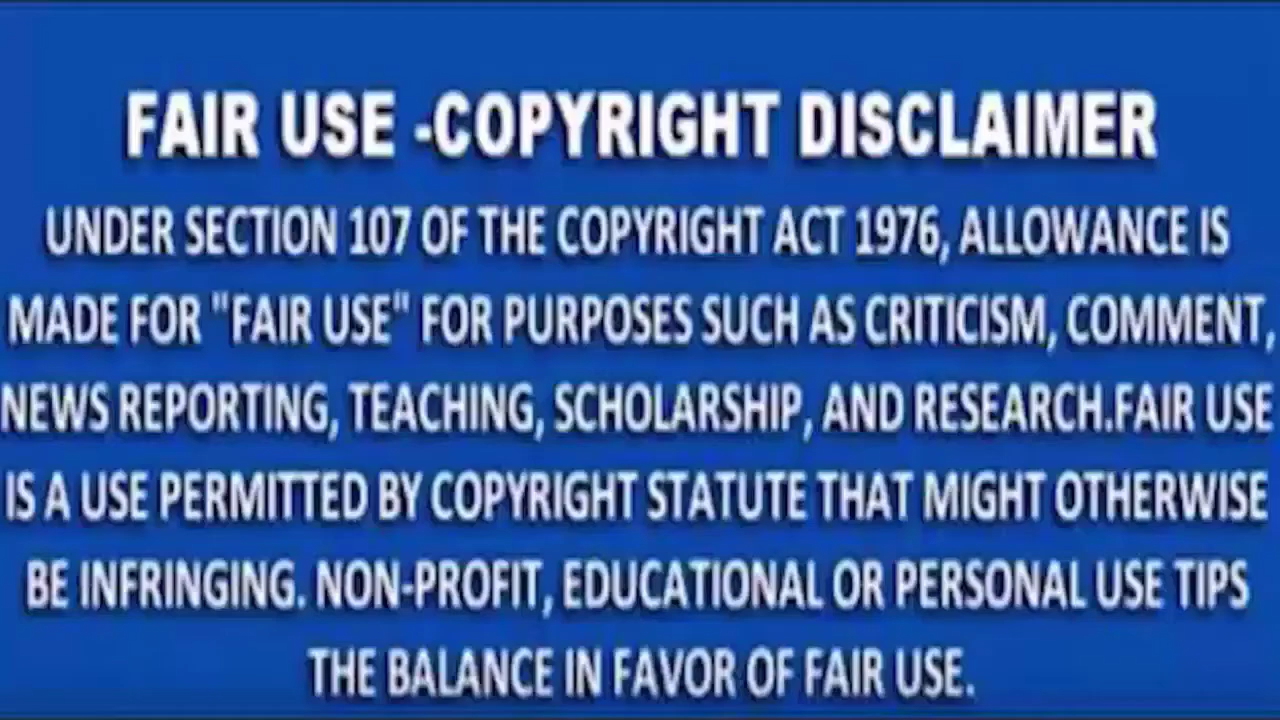 FAIR USE -COPYRIGHT DISCLAIMER
UNDER SECTION 107 OF THE COPYRIGHT ACT 1976, ALLOWANCE IS
MADE FOR "FAIR USE" FOR PURPOSES SUCH AS CRITICISM, COMMENT,
NEWS REPORTING, TEACHING, SCHOLARSHIP, AND RESEARCH.FAIR USE
IS A USE PERMITTED BY COPYRIGHT STATUTE THAT MIGHT OTHERWISE
BE INFRINGING. NON-PROFIT, EDUCATIONAL OR PERSONAL USE TIPS
THE BALANCE IN FAVOR OF FAIR USE.